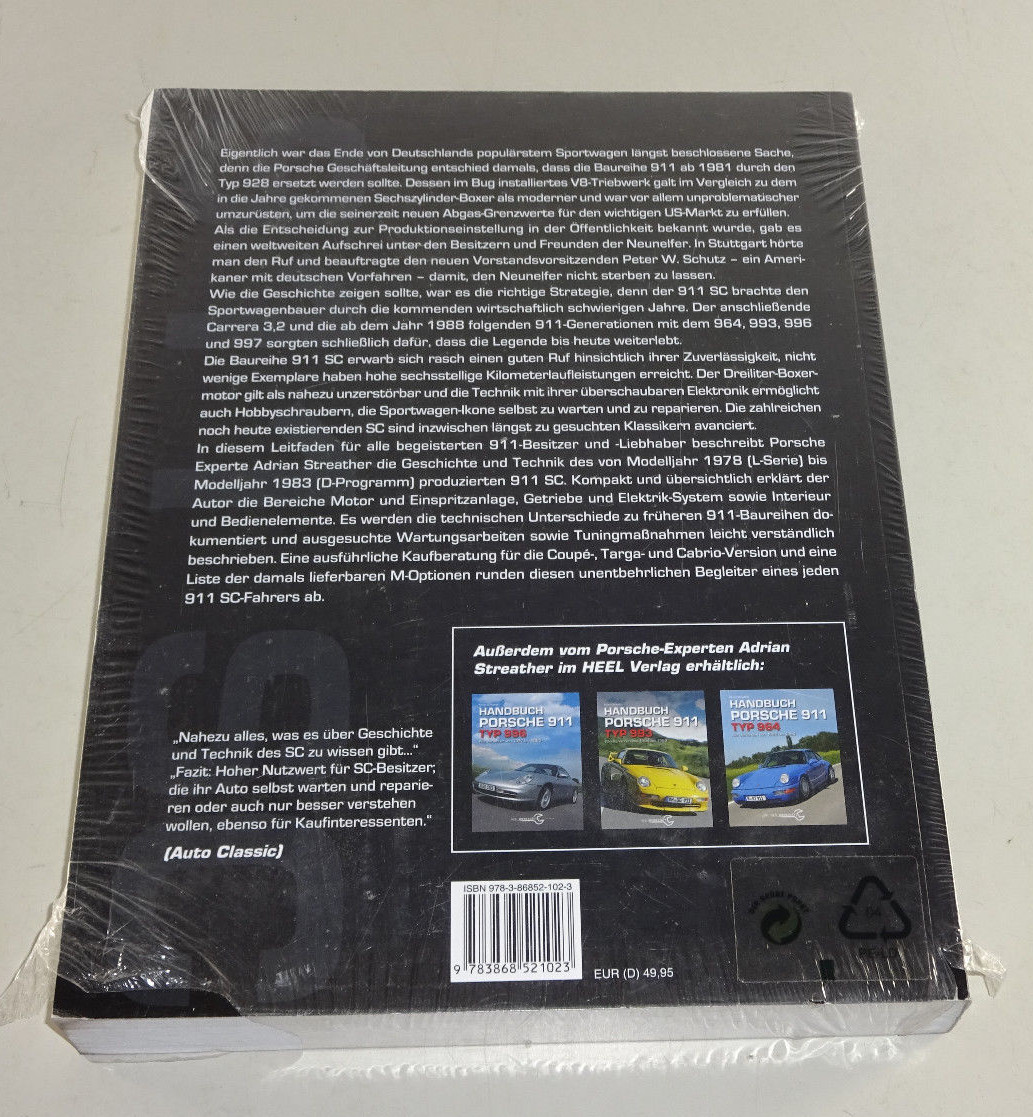 Eigentlich war das Ende von Deutschlands populärstem Sportwagen längst beschlossene Sache,
denn die Porsche Geschäftsleitung entschied damals, dass die Baureihe 911 ab 1981 durch den
Typ 928 ersetzt werden sollte. Dessen im Bug installiertes V8-Triebwerk galt im Vergleich zu dem
in die Jahre gekommenen Sechszylinder-Boxer als moderner und war vor allem unproblematischer
umzurüsten, um die seinerzeit neuen Abgas-Grenzwerte für den wichtigen US-Markt zu erfüllen.
Als die Entscheidung zur Produktionseinstellung in der Öffentlichkeit bekannt wurde, gab es
einen weltweiten Aufschrei unter den Besitzern und Freunden der Neunelfer. In Stuttgart hörte
man den Ruf und beauftragte den neuen Vorstandsvorsitzenden Peter W. Schutz – ein Ameri-
kaner mit deutschen Vorfahren – damit, den Neunelfer nicht sterben zu lassen.
Wie die Geschichte zeigen sollte, war es die richtige Strategie, denn der 911 SC brachte den
Sportwagenbauer durch die kommenden wirtschaftlich schwierigen Jahre. Der anschließende
Carrera 3,2 und die ab dem Jahr 1988 folgenden 911-Generationen mit dem 964, 993, 996
und 997 sorgten schließlich dafür, dass die Legende bis heute weiterlebt.
Die Baureihe 911 SC erwarb sich rasch einen guten Ruf hinsichtlich ihrer Zuverlässigkeit, nicht
wenige Exemplare haben hohe sechsstellige Kilometerlaufleistungen erreicht. Der Dreiliter-Boxer-
motor gilt als nahezu unzerstörbar und die Technik mit ihrer überschaubaren Elektronik ermöglicht
auch Hobbyschraubern, die Sportwagen-Ikone selbst zu warten und zu reparieren. Die zahlreichen
noch heute existierenden SC sind inzwischen längst zu gesuchten Klassikern avanciert.
In diesem Leitfaden für alle begeisterten 911-Besitzer und -Liebhaber beschreibt Porsche
Experte Adrian Streather die Geschichte und Technik des von Modelljahr 1978 (L-Serie) bis
Modelljahr 1983 (D-Programm) produzierten 911 SC. Kompakt und übersichtlich erklärt der
Autor die Bereiche Motor und Einspritzanlage, Getriebe und Elektrik-System sowie Interieur
und Bedienelemente. Es werden die technischen Unterschiede zu früheren 911-Baureihen do-
kumentiert und ausgesuchte Wartungsarbeiten sowie Tuningmaßnahmen leicht verständlich
beschrieben. Eine ausführliche Kaufberatung für die Coupé-, Targa- und Cabrio-Version und eine
Liste der damals lieferbaren M-Optionen runden diesen unentbehrlichen Begleiter eines jeden
911 SC-Fahrers ab.
Außerdem vom Porsche-Experten Adrian
Streather im HEEL Verlag erhältlich:
HANDBUCH
PORSCHE 911
TYP 996
HANDBUCH
PORSCHE 911
TYP 993
HANDBUCH
PORSCHE 911
TYP 964
„Nahezu alles, was es über Geschichte
und Technik des SC zu wissen gibt...“
„Fazit: Hoher Nutzwert für SC-Besitzer,
die ihr Auto selbst warten und reparie-
ren oder auch nur besser verstehen
wollen, ebenso für Kaufinteressenten.“
(Auto Classic)
ISBN 978-3-86852-102-3
9 783868 521023
EUR (D) 49,95
DER GRÜNE PUNKT
04
PE-LD